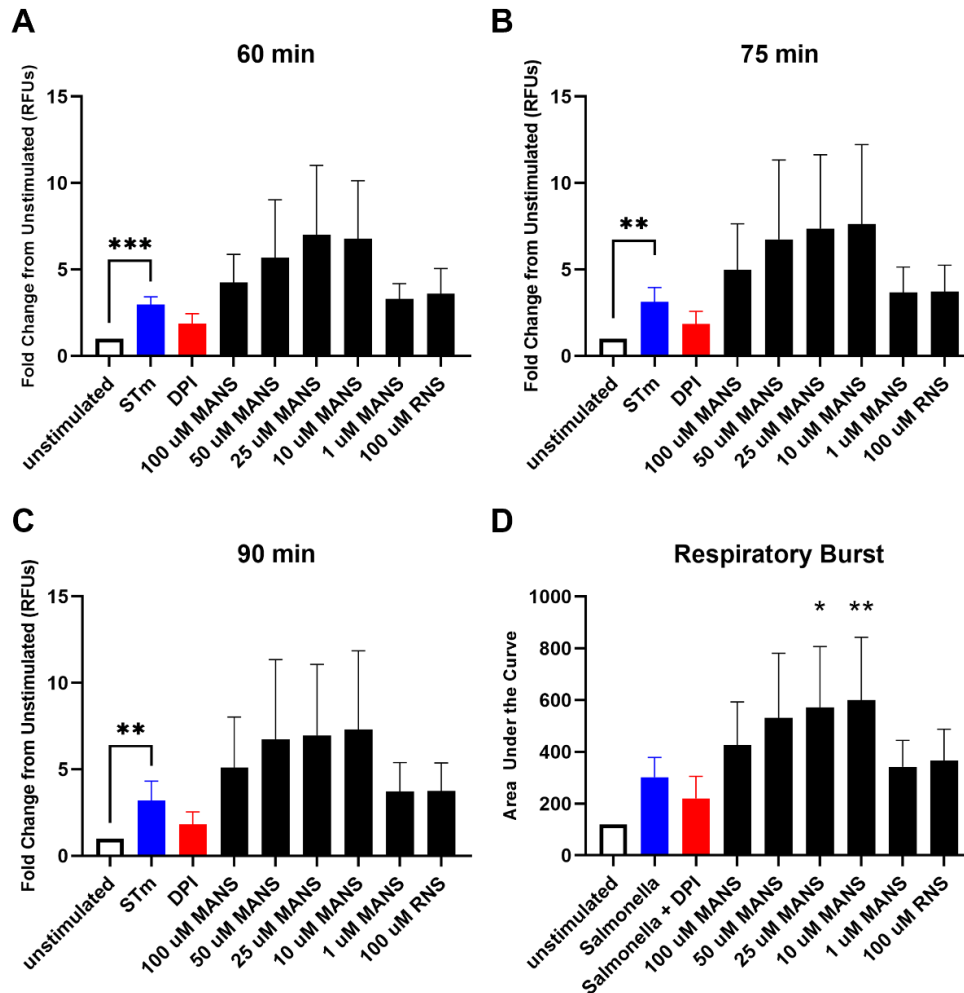 A
60 min
Fold Change from Unstimulated (RFUs)
15
10
5
0
***
unstimulated
STm
DPI
100 uM MANS
50 uM MANS
25 uM MANS
10 uM MANS
1 uM MANS
100 uM RNS
B
75 min
Fold Change from Unstimulated (RFUs)
15
10
5
0
**
unstimulated
STm
DPI
100 uM MANS
50 uM MANS
25 uM MANS
10 uM MANS
1 uM MANS
100 uM RNS
C
90 min
Fold Change from Unstimulated (RFUs)
15
10
5
0
**
unstimulated
STm
DPI
100 uM MANS
50 uM MANS
25 uM MANS
10 uM MANS
1 uM MANS
100 uM RNS
D
Respiratory Burst
Area Under the Curve
1000
800
600
400
200
0
*
**
unstimulated
Salmonella
Salmonella + DPI
100 uM MANS
50 uM MANS
25 uM MANS
10 uM MANS
1 uM MANS
100 uM RNS